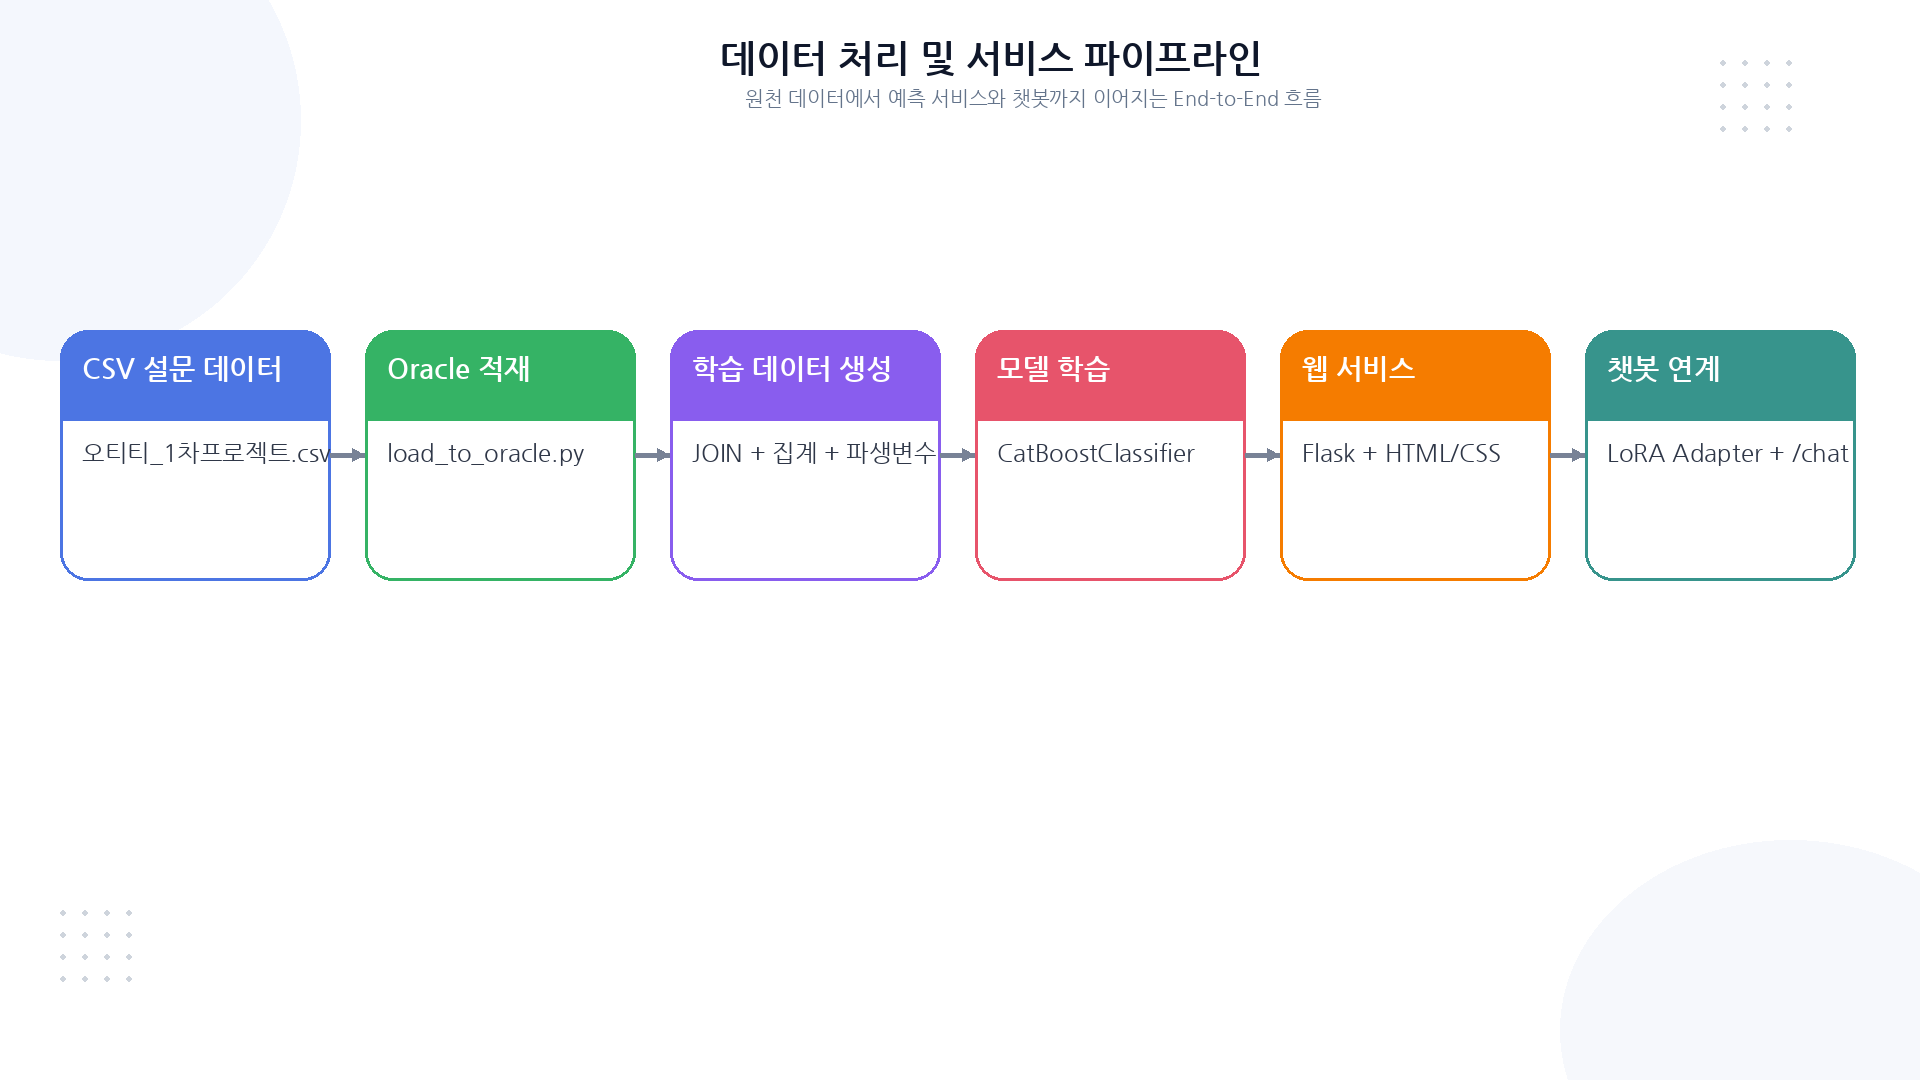 데이터 처리 및 서비스 파이프라인
원천 데이터에서 예측 서비스와 챗봇까지 이어지는 End-to-End 흐름
CSV 설문 데이터
오티티_1차프로젝트.csv
Oracle 적재
load_to_oracle.py
학습 데이터 생성
JOIN + 집계 + 파생변수
모델 학습
CatBoostClassifier
웹 서비스
Flask + HTML/CSS
챗봇 연계
LoRA Adapter + /chat